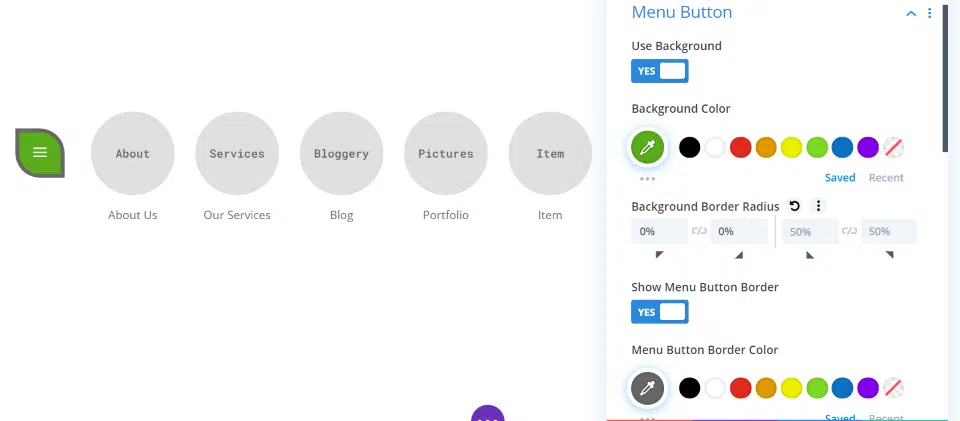 Menu Button
Use Background
YES
Background Color
Saved Recent
Background Border Radius
0% 0% 50% 50%
Show Menu Button Border
YES
Menu Button Border Color
Saved Recent
About Services Bloggery Pictures Item
About Us Our Services Blog Portfolio Item